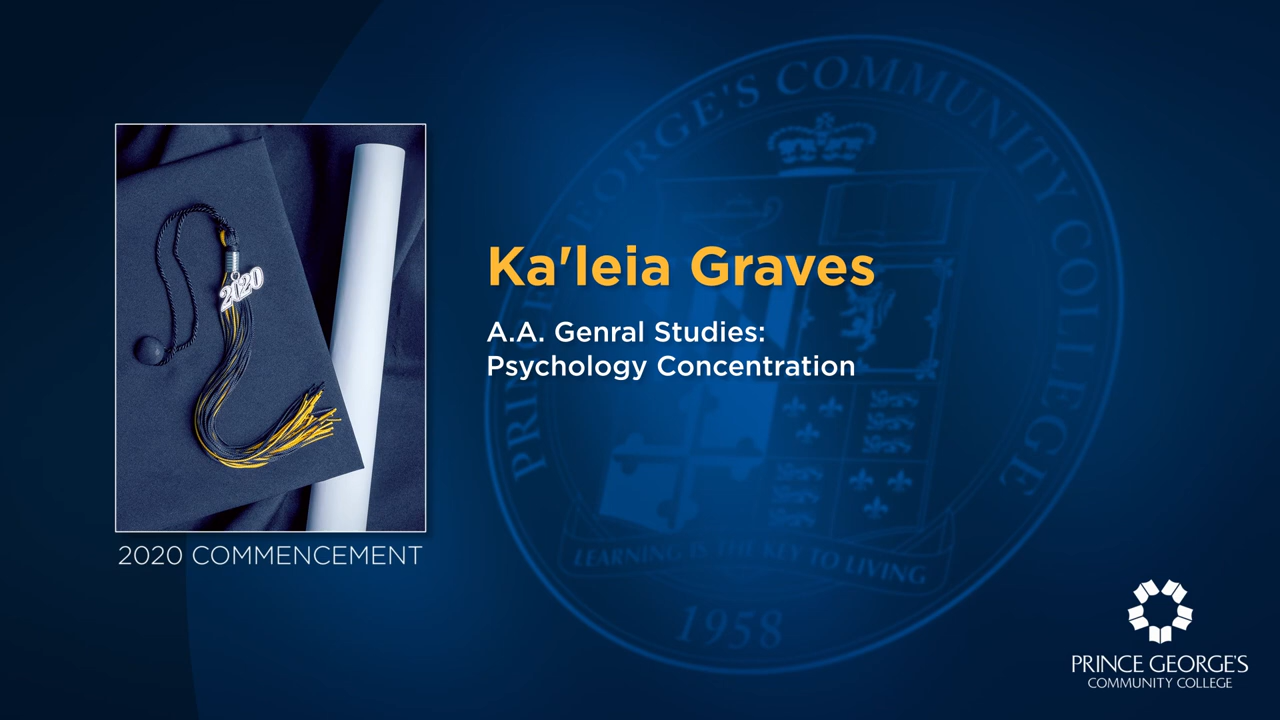 PRINCE GEORGE'S COMMUNITY COLLEGE
2020
Ka'leia Graves
A.A. Genral Studies:
Psychology Concentration
2020 COMMENCEMENT
LEARNING IS THE KEY TO LIVING
1958
PRINCE GEORGE'S
COMMUNITY COLLEGE